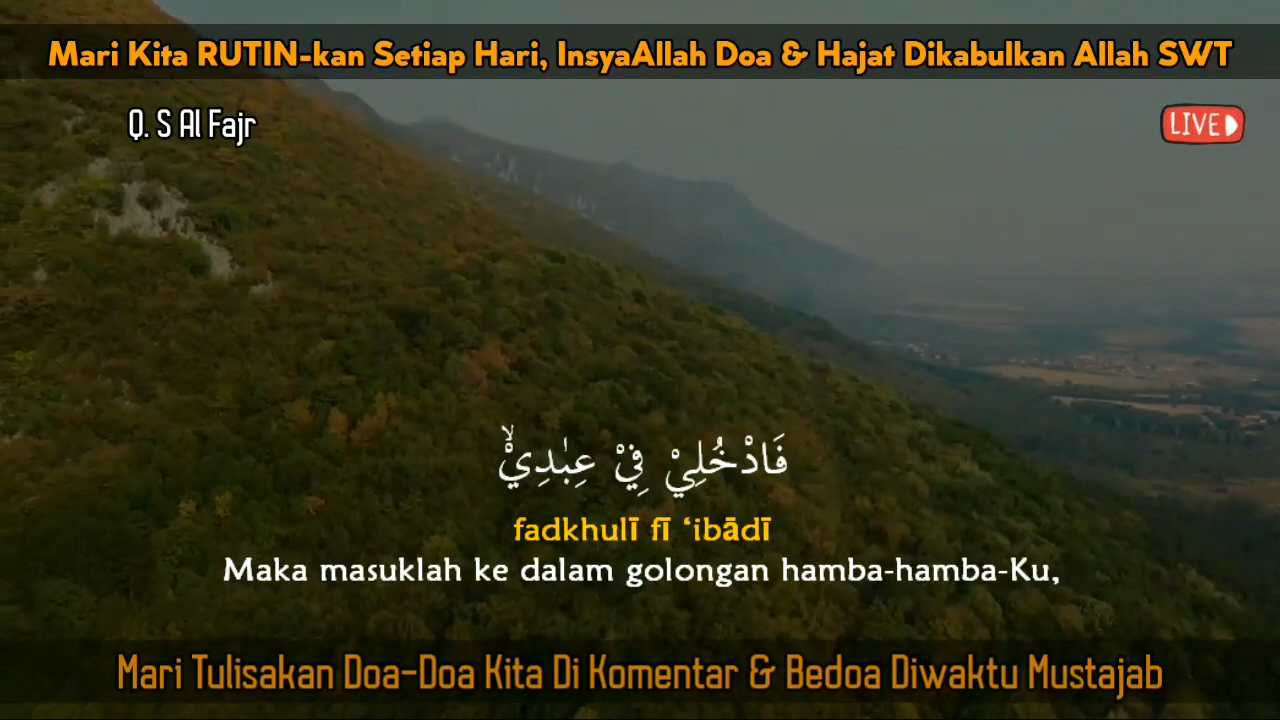 Mari Kita RUTIN-kan Setiap Hari, InsyaAllah Doa & Hajat Dikabulkan Allah SWT
Q. S Al Fajr
LIVE
فَادْخُلِيْ فِيْ عِبٰدِيْۙ
fadkhulī fī ‘ibādī
Maka masuklah ke dalam golongan hamba-hamba-Ku,
Mari Tulisakan Doa-Doa Kita Di Komentar & Bedoa Diwaktu Mustajab